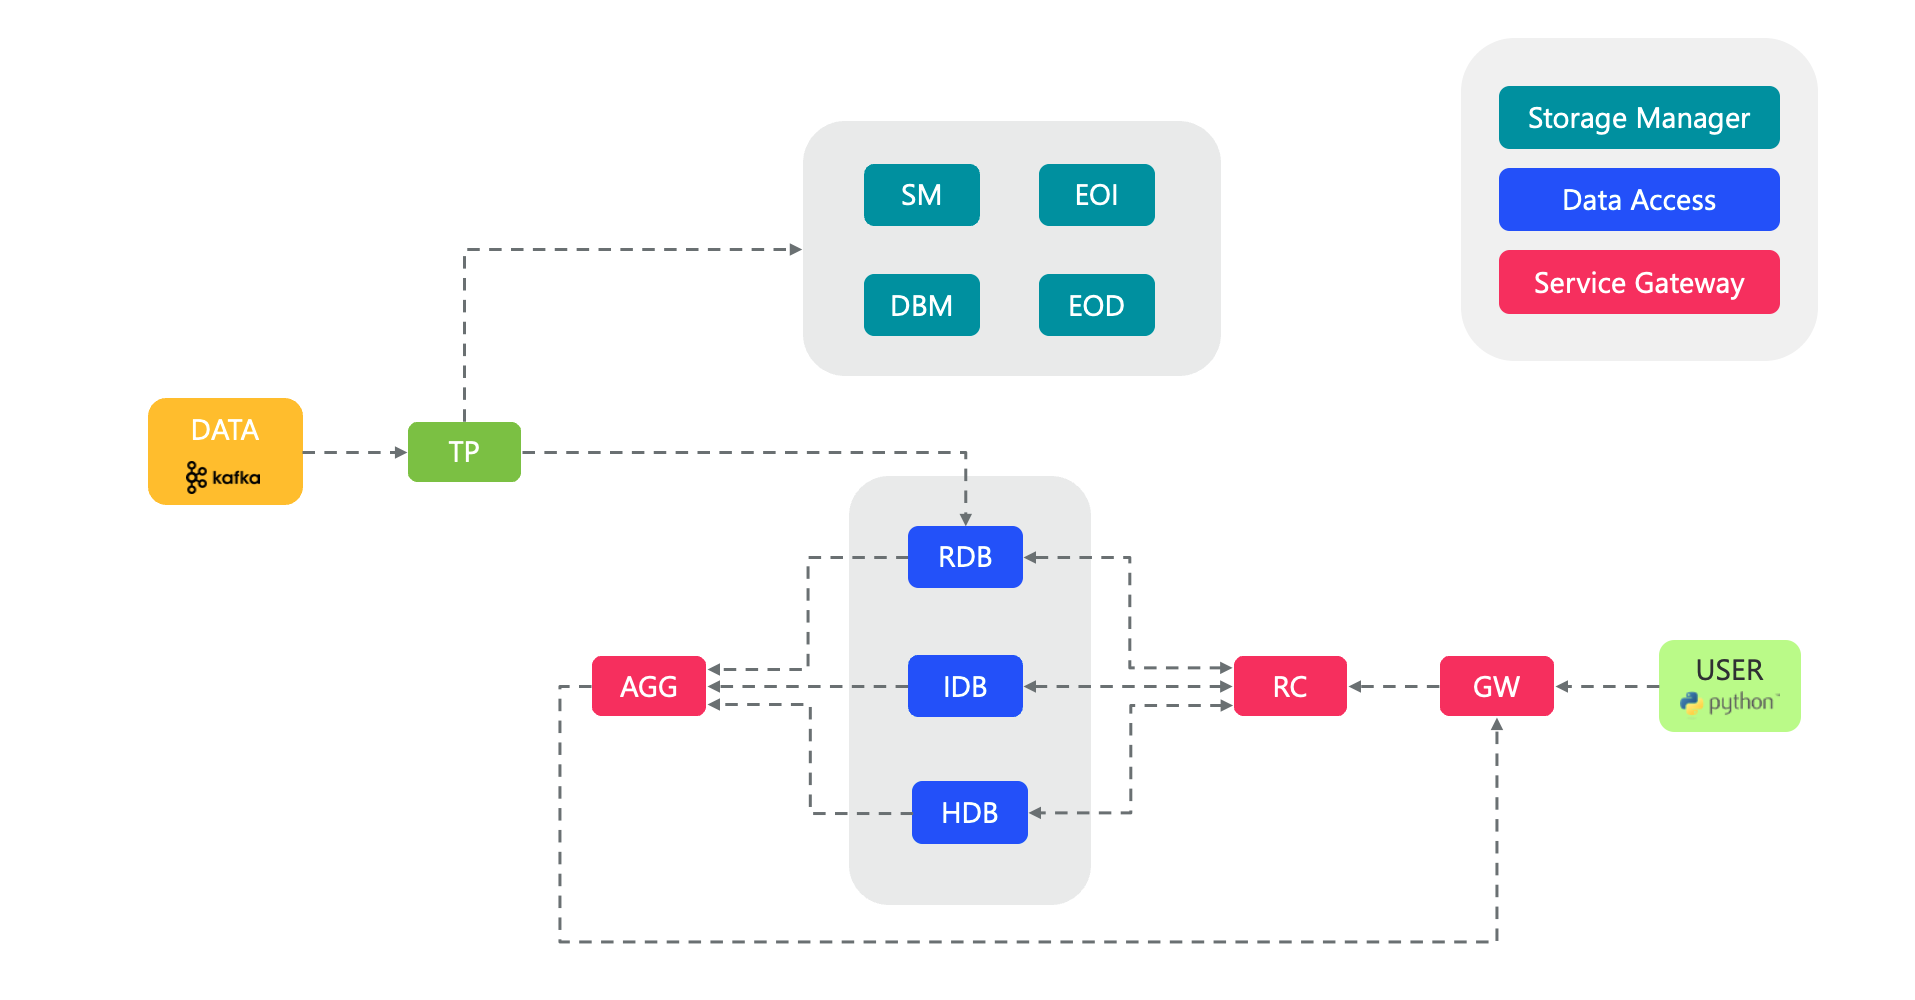 Storage Manager
Data Access
Service Gateway
SM
EOI
DBM
EOD
DATA
kafka
TP
RDB
AGG
IDB
RC
GW
USER
python™
HDB